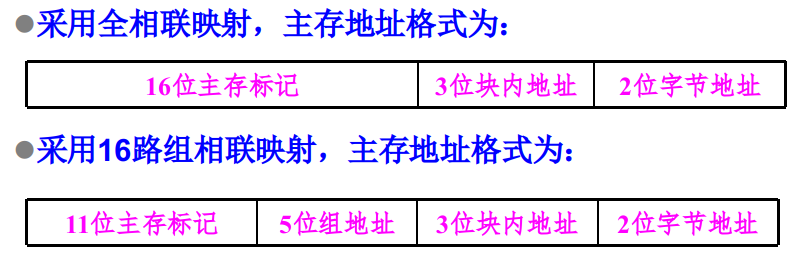 ●采用全相联映射，主存地址格式为：
16位主存标记 3位块内地址 2位字节地址
●采用16路组相联映射，主存地址格式为：
11位主存标记 5位组地址 3位块内地址 2位字节地址